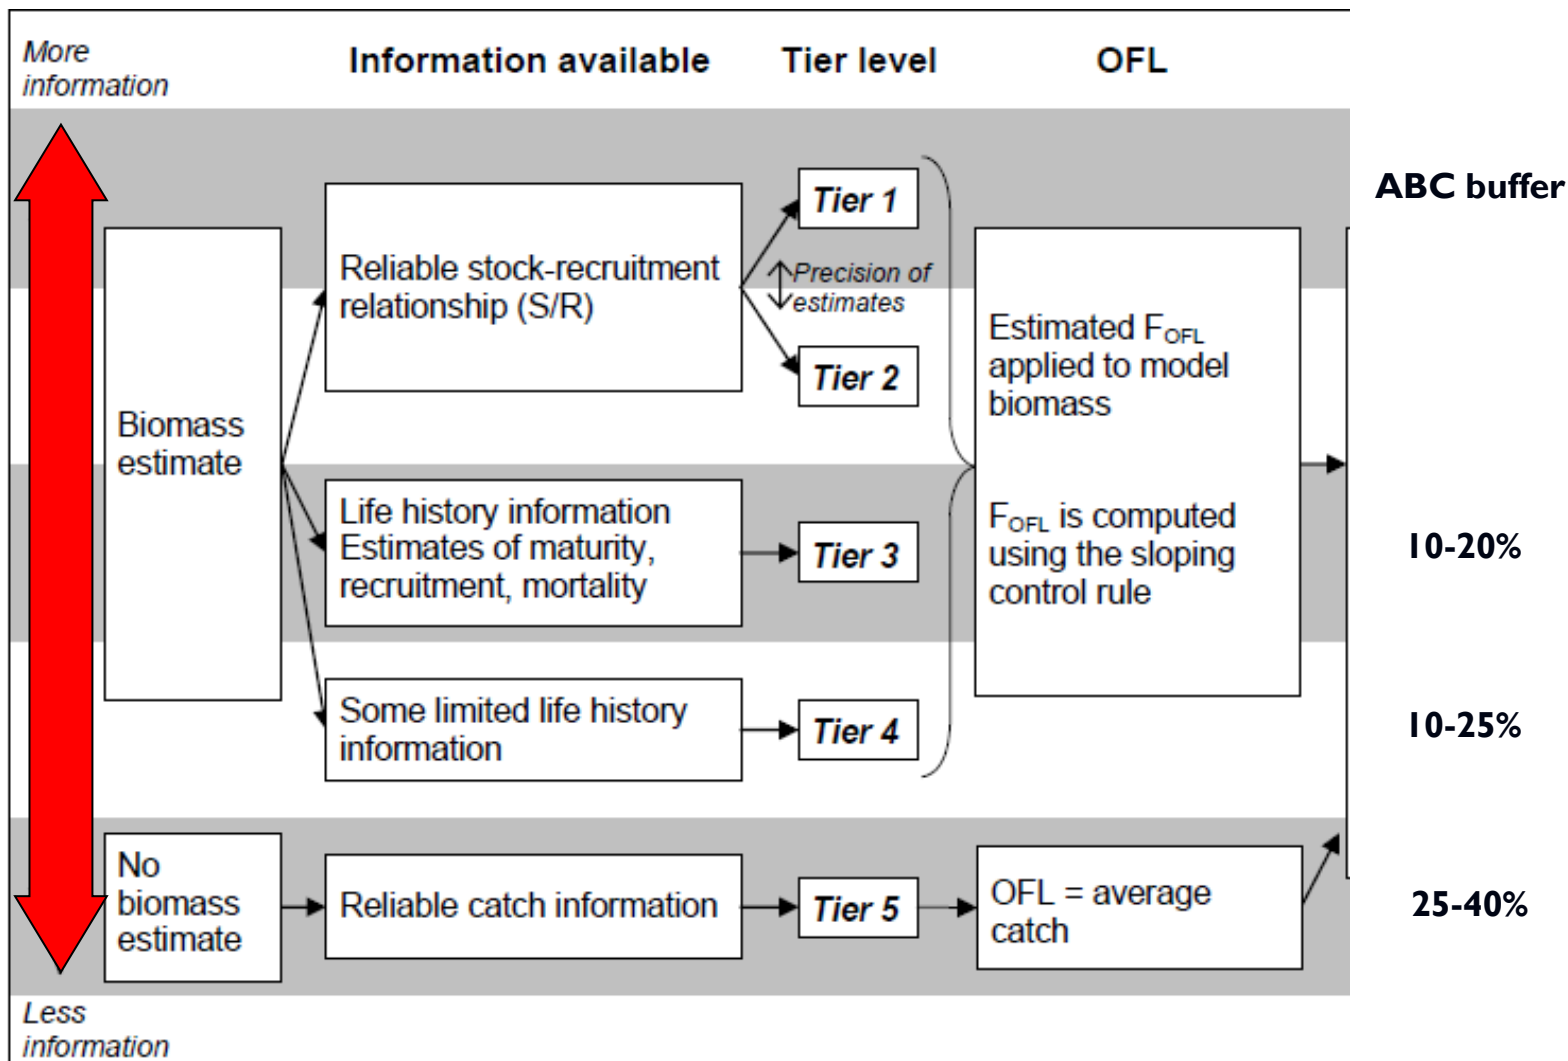 More
information
Information available
Tier level
OFL
ABC buffer
Biomass
estimate
Reliable stock-recruitment
relationship (S/R)
Tier 1
Precision of
estimates
Tier 2
Life history information
Estimates of maturity,
recruitment, mortality
Tier 3
Some limited life history
information
Tier 4
Estimated FOFL
applied to model
biomass
FOFL is computed
using the sloping
control rule
10-20%
10-25%
No
biomass
estimate
Reliable catch information
Tier 5
OFL = average
catch
25-40%
Less
information